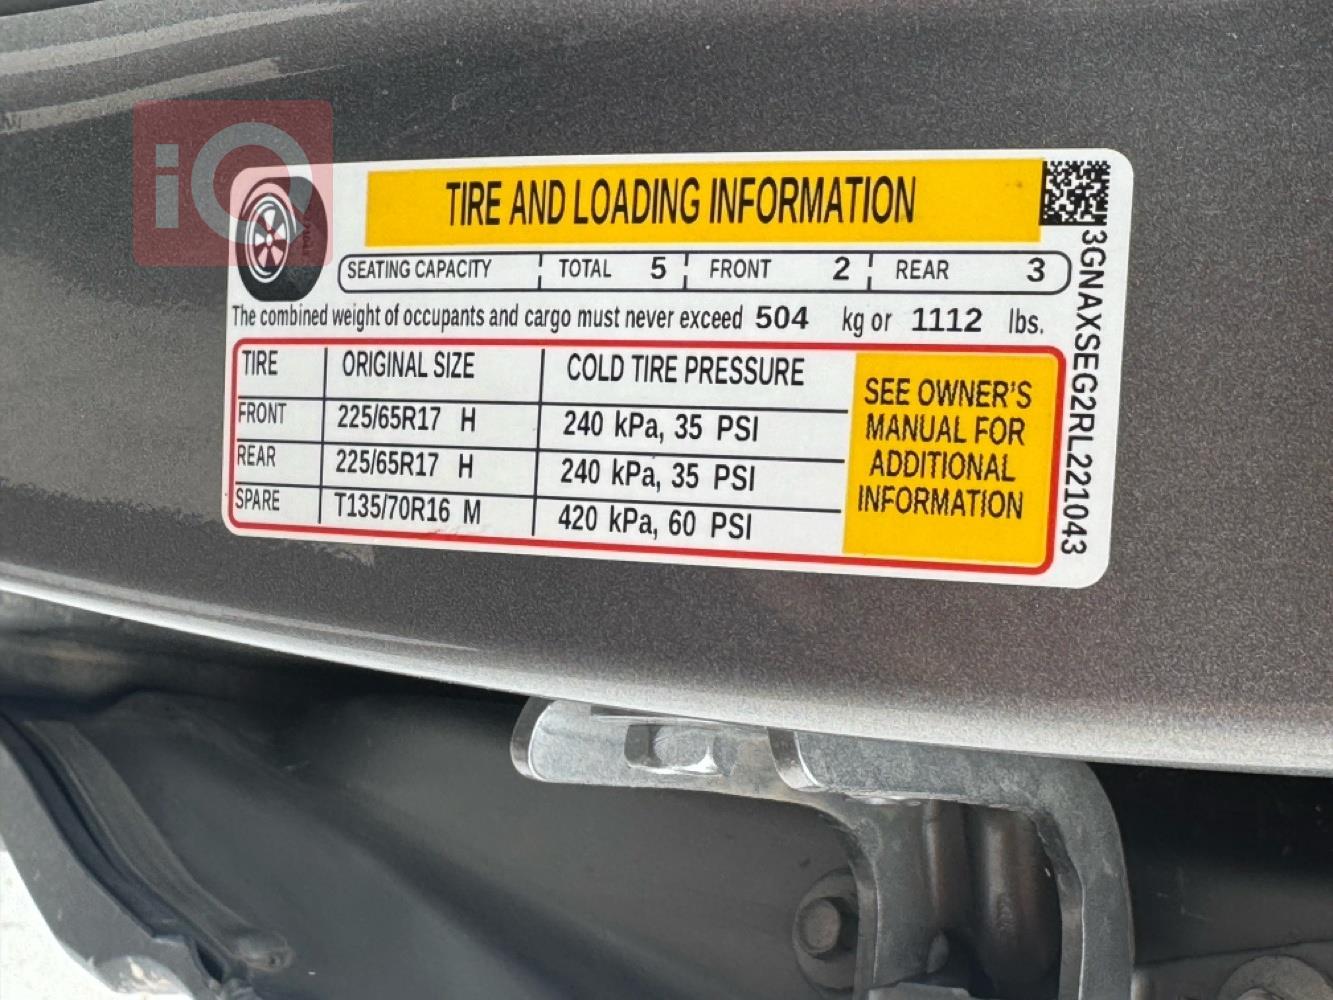 iQ
TIRE AND LOADING INFORMATION
SEATING CAPACITY TOTAL 5 FRONT 2 REAR 3
The combined weight of occupants and cargo must never exceed 504 kg or 1112 lbs.
TIRE ORIGINAL SIZE COLD TIRE PRESSURE
FRONT 225/65R17 H 240 kPa, 35 PSI
REAR 225/65R17 H 240 kPa, 35 PSI
SPARE T135/70R16 M 420 kPa, 60 PSI
SEE OWNER'S
MANUAL FOR
ADDITIONAL
INFORMATION
3GNAXSEG2RL221043